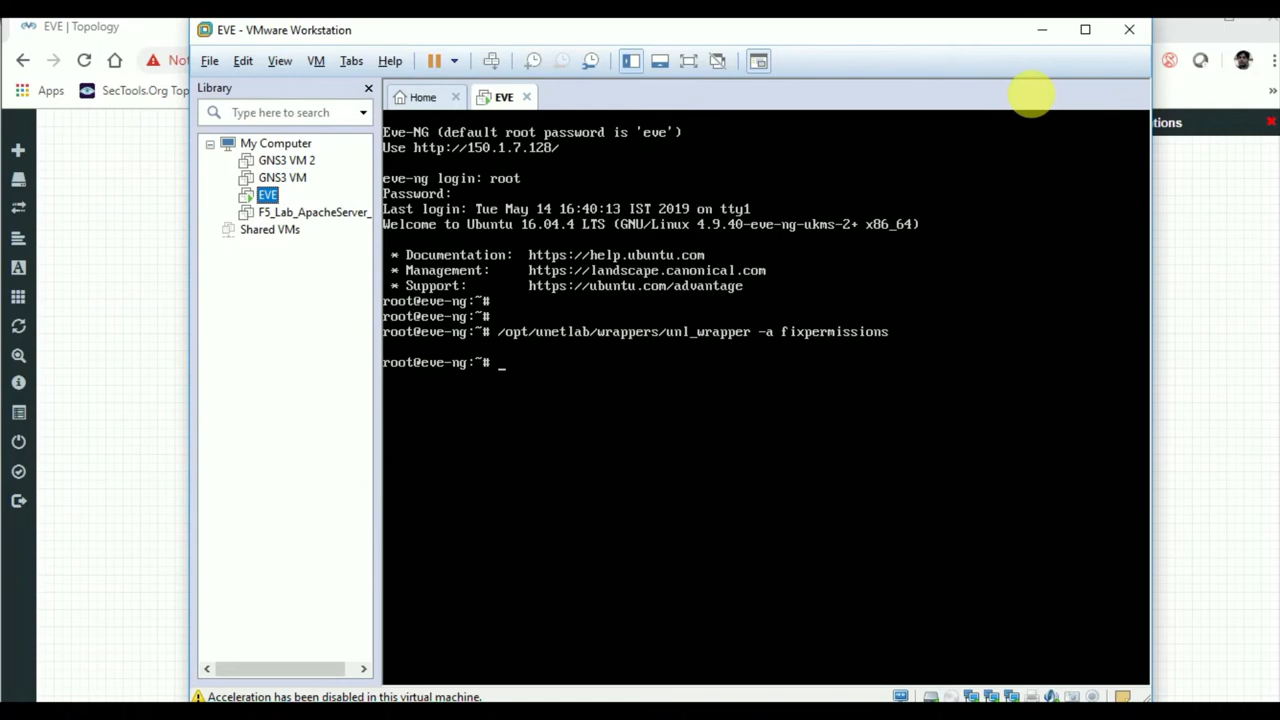 EVE | Topology
EVE - VMware Workstation
File Edit View VM Tabs Help
Apps SecTools.Org Top
Library
Type here to search
Home
EVE
My Computer
GNS3 VM 2
GNS3 VM
EVE
F5_Lab_ApacheServer_
Shared VMs
Eve-NG (default root password is 'eve')
Use http://150.1.7.128/
eve-ng login: root
Password:
Last login: Tue May 14 16:40:13 IST 2019 on tty1
Welcome to Ubuntu 16.04.4 LTS (GNU/Linux 4.9.40-eve-ng-ukms-2+ x86_64)
* Documentation: https://help.ubuntu.com
* Management: https://landscape.canonical.com
* Support: https://ubuntu.com/advantage
root@eve-ng:~#
root@eve-ng:~#
root@eve-ng:~# /opt/unetlab/wrappers/unl_wrapper -a fixpermissions
root@eve-ng:~# _
Acceleration has been disabled in this virtual machine.